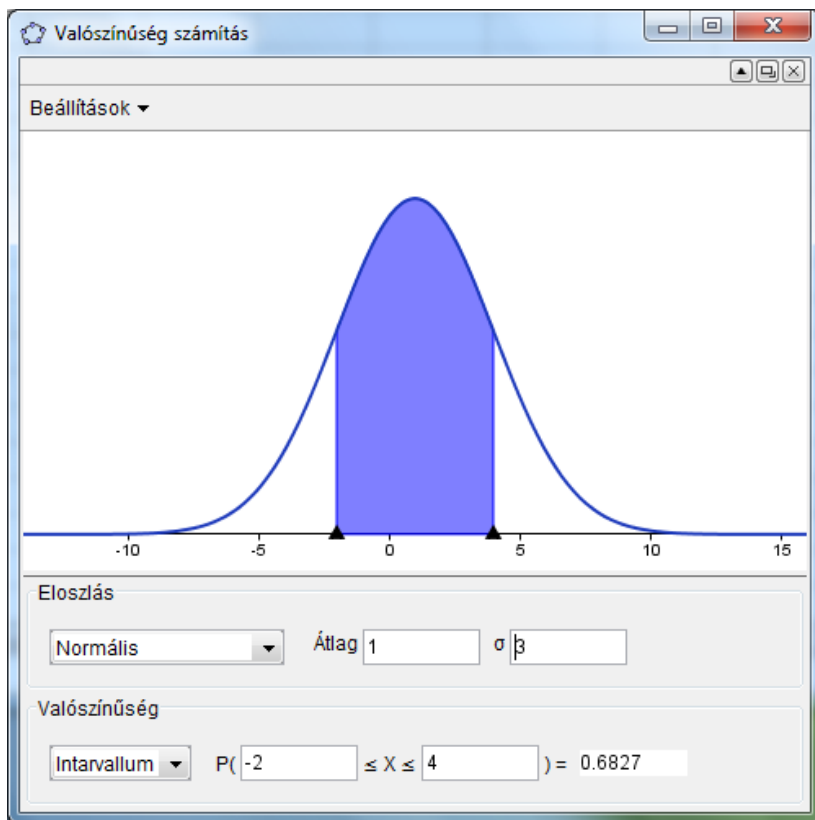 Valószínűség számítás
Beállítások
-10 -5 0 5 10 15
Eloszlás
Normális Átlag 1 σ 3
Valószínűség
Intarvallum P( -2 ≤ X ≤ 4 ) = 0.6827